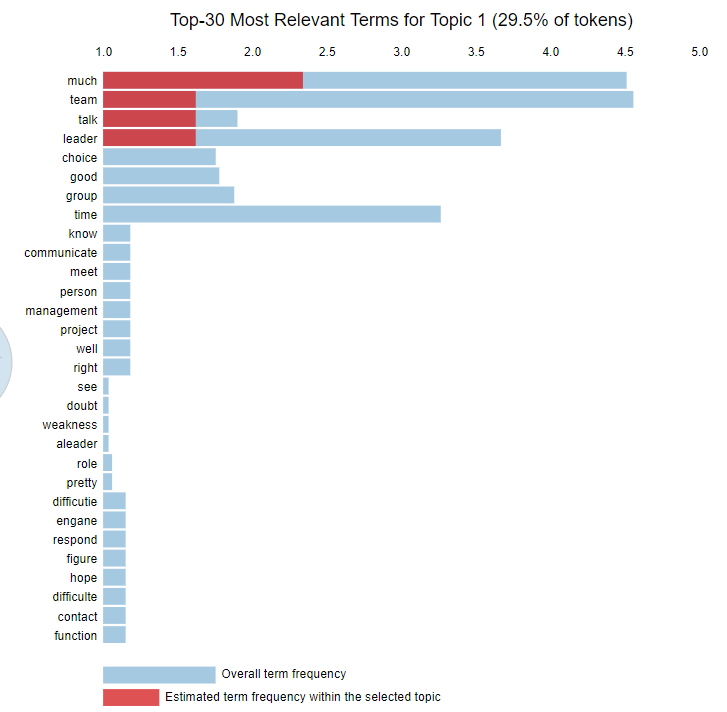 Top-30 Most Relevant Terms for Topic 1 (29.5% of tokens)
1.0 1.5 2.0 2.5 3.0 3.5 4.0 4.5 5.0
much
team
talk
leader
choice
good
group
time
know
communicate
meet
person
management
project
well
right
see
doubt
weakness
aleader
role
pretty
difficutie
engane
respond
figure
hope
difficulte
contact
function
Overall term frequency
Estimated term frequency within the selected topic